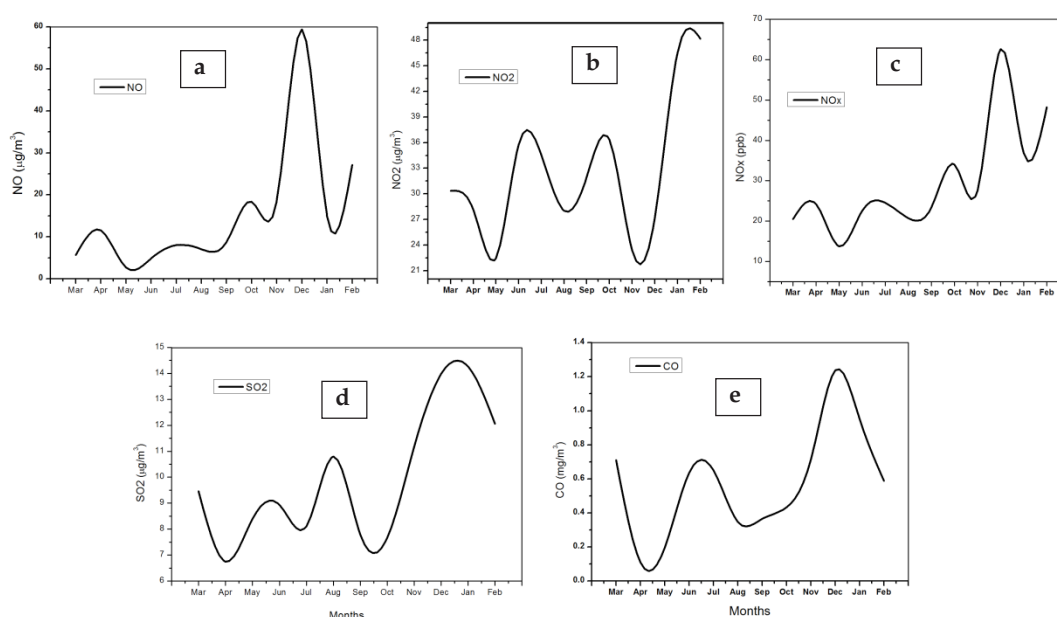 a
NO
NO (μg/m³)
60
50
40
30
20
10
0
Mar Apr May Jun Jul Aug Sep Oct Nov Dec Jan Feb
b
NO2
NO2 (μg/m³)
48
45
42
39
36
33
30
27
24
21
Mar Apr May Jun Jul Aug Sep Oct Nov Dec Jan Feb
c
NOx
NOx (ppb)
70
60
50
40
30
20
10
Mar Apr May Jun Jul Aug Sep Oct Nov Dec Jan Feb
d
SO2
SO2 (μg/m³)
15
14
13
12
11
10
9
8
7
6
Mar Apr May Jun Jul Aug Sep Oct Nov Dec Jan Feb
Months
e
CO
CO (mg/m³)
1.4
1.2
1.0
0.8
0.6
0.4
0.2
0.0
Mar Apr May Jun Jul Aug Sep Oct Nov Dec Jan Feb
Months